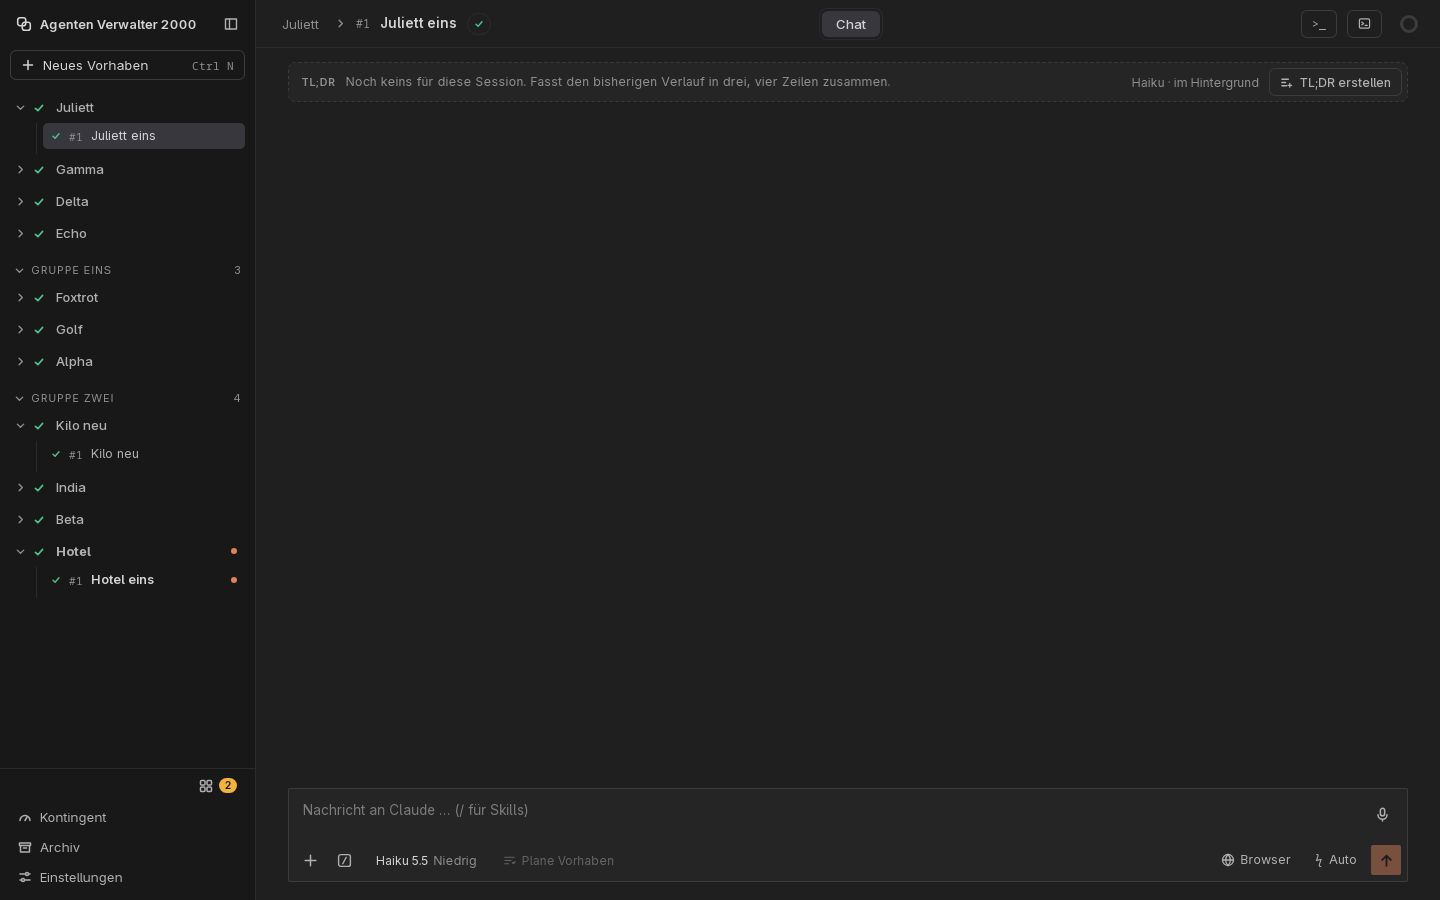 Agenten Verwalter 2000
Neues Vorhaben Ctrl N
Juliett
#1 Juliett eins
Gamma
Delta
Echo
GRUPPE EINS 3
Foxtrot
Golf
Alpha
GRUPPE ZWEI 4
Kilo neu
#1 Kilo neu
India
Beta
Hotel
#1 Hotel eins
2
Kontingent
Archiv
Einstellungen
Juliett #1 Juliett eins
Chat
>_
TL;DR Noch keins für diese Session. Fasst den bisherigen Verlauf in drei, vier Zeilen zusammen. Haiku · im Hintergrund TL;DR erstellen
Nachricht an Claude … (/ für Skills)
Haiku 5.5 Niedrig Plane Vorhaben Browser Auto